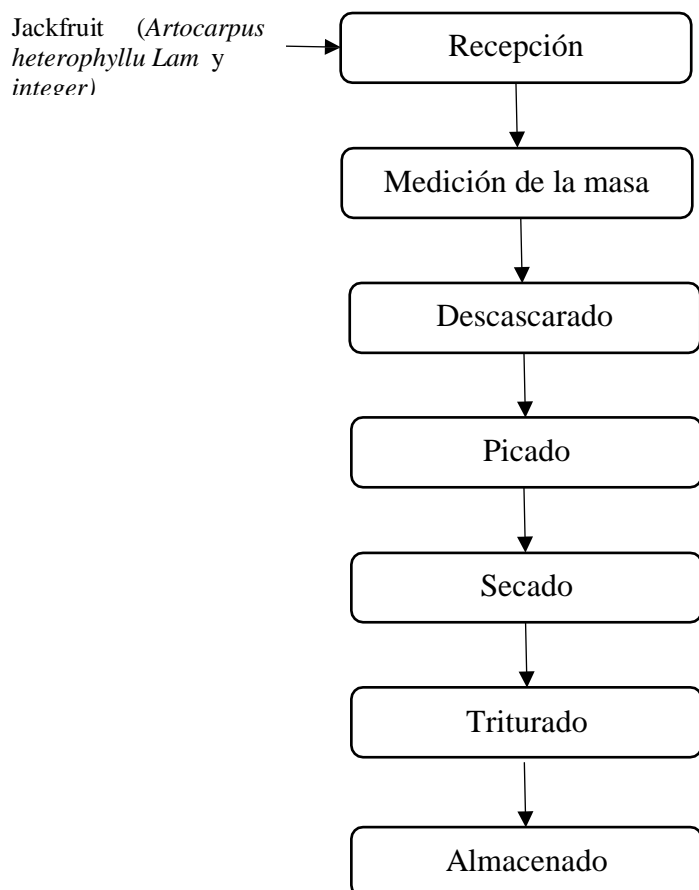 Jackfruit (Artocarpus
heterophyllu Lam y
integer)
Recepción
Medición de la masa
Descascarado
Picado
Secado
Triturado
Almacenado